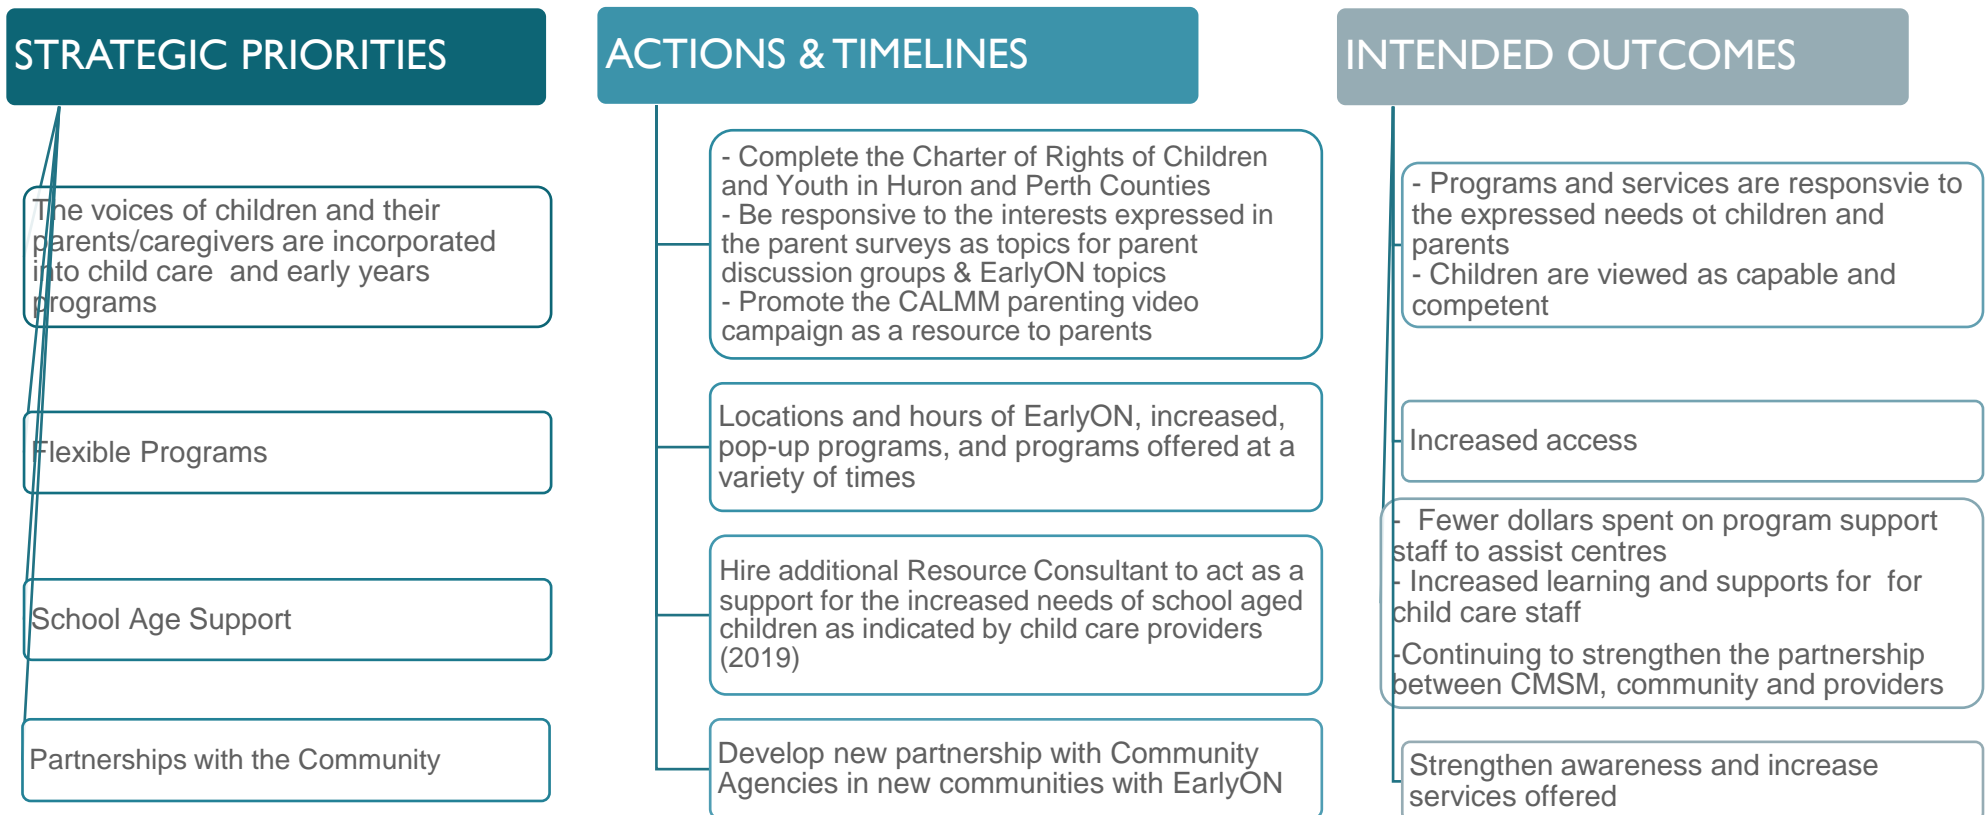 STRATEGIC PRIORITIES
The voices of children and their
parents/caregivers are incorporated
into child care  and early years
programs
Flexible Programs
School Age Support
Partnerships with the Community
ACTIONS & TIMELINES
- Complete the Charter of Rights of Children
and Youth in Huron and Perth Counties
- Be responsive to the interests expressed in
the parent surveys as topics for parent
discussion groups & EarlyON topics
- Promote the CALMM parenting video
campaign as a resource to parents
Locations and hours of EarlyON, increased,
pop-up programs, and programs offered at a
variety of times
Hire additional Resource Consultant to act as a
support for the increased needs of school aged
children as indicated by child care providers
(2019)
Develop new partnership with Community
Agencies in new communities with EarlyON
INTENDED OUTCOMES
- Programs and services are responsvie to
the expressed needs ot children and
parents
- Children are viewed as capable and
competent
Increased access
-  Fewer dollars spent on program support
staff to assist centres
- Increased learning and supports for  for
child care staff
-Continuing to strengthen the partnership
between CMSM, community and providers
Strengthen awareness and increase
services offered